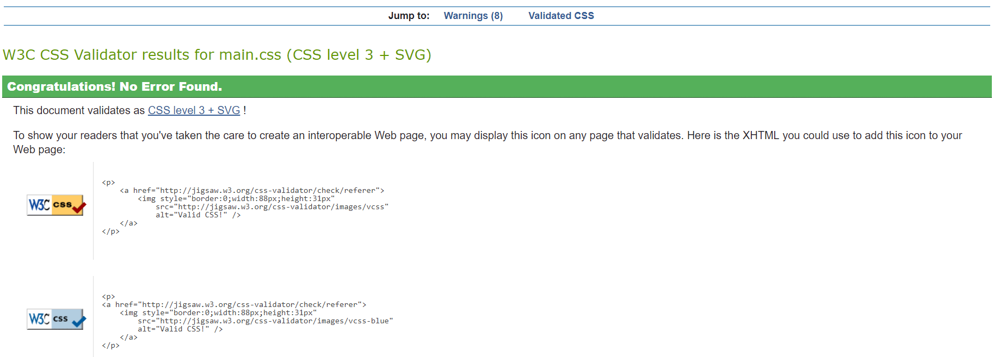 Jump to: Warnings (8) Validated CSS
W3C CSS Validator results for main.css (CSS level 3 + SVG)
Congratulations! No Error Found.
This document validates as CSS level 3 + SVG !
To show your readers that you've taken the care to create an interoperable Web page, you may display this icon on any page that validates. Here is the XHTML you could use to add this icon to your
Web page:
W3C css
<p>
<a href="http://jigsaw.w3.org/css-validator/check/referer">
<img style="border:0;width:88px;height:31px"
src="http://jigsaw.w3.org/css-validator/images/vcss"
alt="Valid CSS!" />
</a>
</p>
W3C css
<p>
<a href="http://jigsaw.w3.org/css-validator/check/referer">
<img style="border:0;width:88px;height:31px"
src="http://jigsaw.w3.org/css-validator/images/vcss-blue"
alt="Valid CSS!" />
</a>
</p>